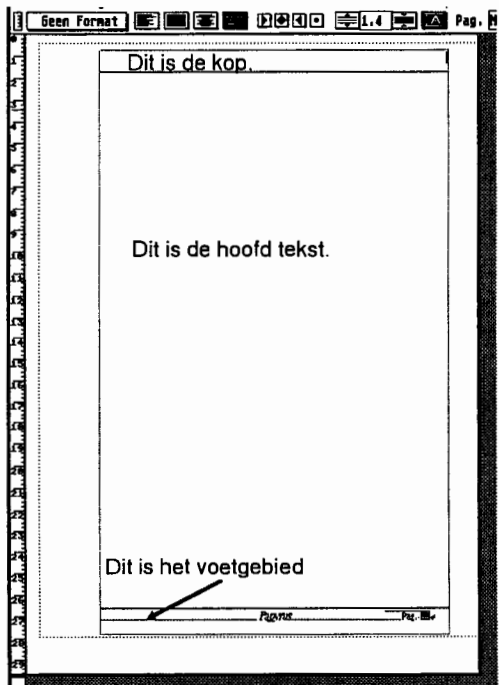 Geen Format 1.4 Pag.
Dit is de kop.
Dit is de hoofd tekst.
Dit is het voetgebied
Papyrus Pag.